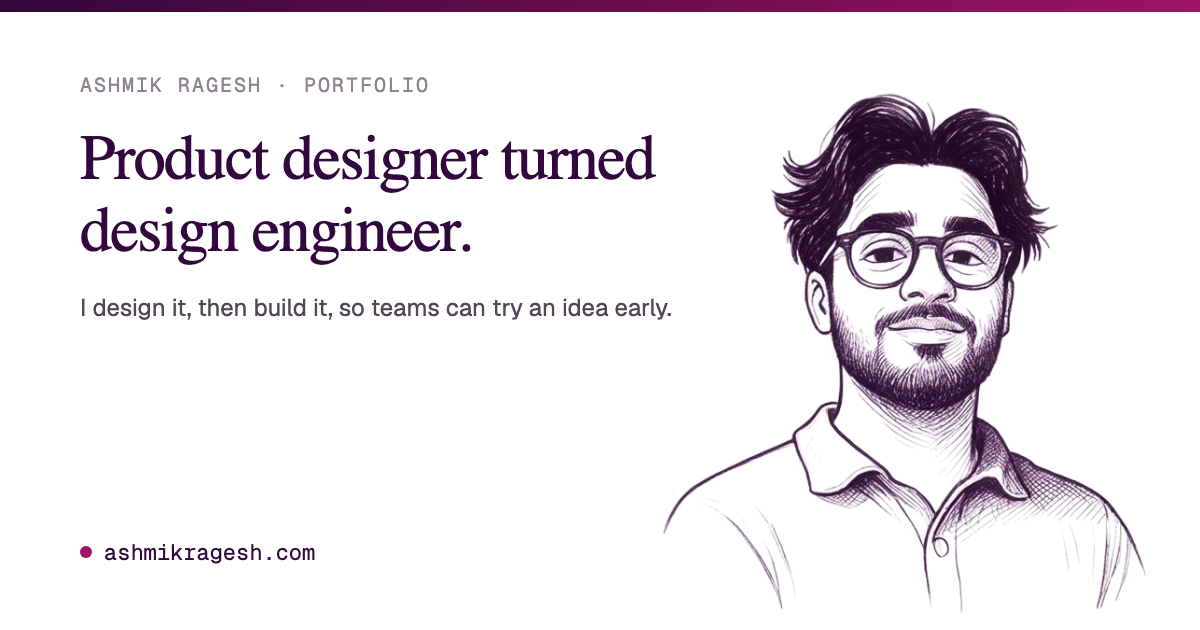 ASHMIK RAGESH · PORTFOLIO
Product designer turned
design engineer.
I design it, then build it, so teams can try an idea early.
ashmikragesh.com